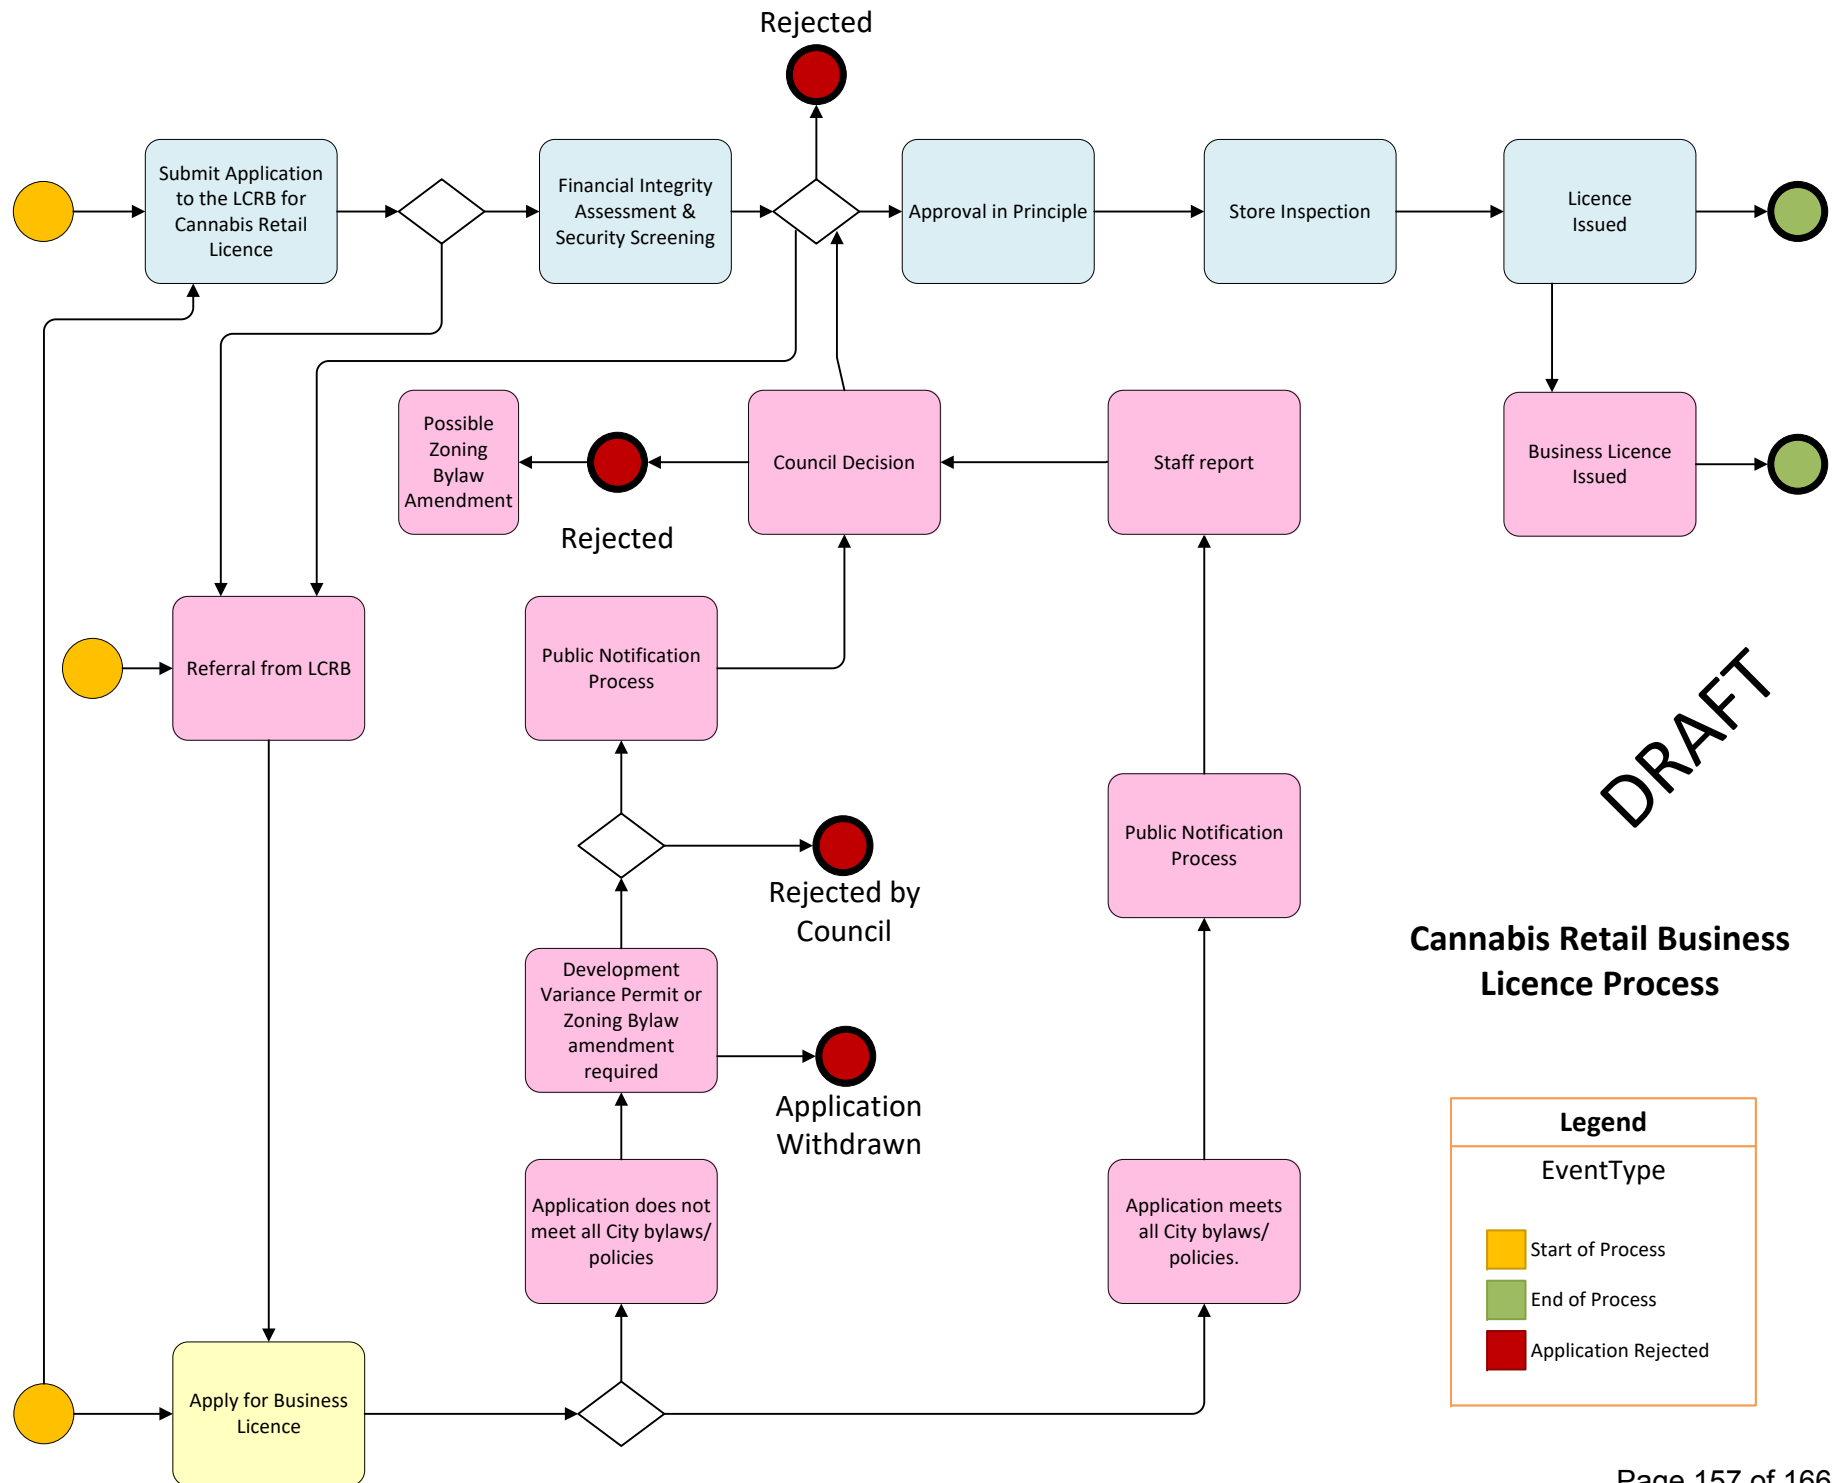 Rejected
Submit Application
to the LCRB for
Cannabis Retail
Licence
Financial Integrity
Assessment &
Security Screening
Approval in Principle
Store Inspection
Licence
Issued
Possible
Zoning
Bylaw
Amendment
Rejected
Council Decision
Staff report
Business Licence
Issued
Referral from LCRB
Public Notification
Process
DRAFT
Public Notification
Process
Rejected by
Council
Development
Variance Permit or
Zoning Bylaw
amendment
required
Application
Withdrawn
Cannabis Retail Business
Licence Process
Application does not
meet all City bylaws/
policies
Application meets
all City bylaws/
policies.
Legend
EventType
Start of Process
End of Process
Application Rejected
Apply for Business
Licence
Page 157 of 166